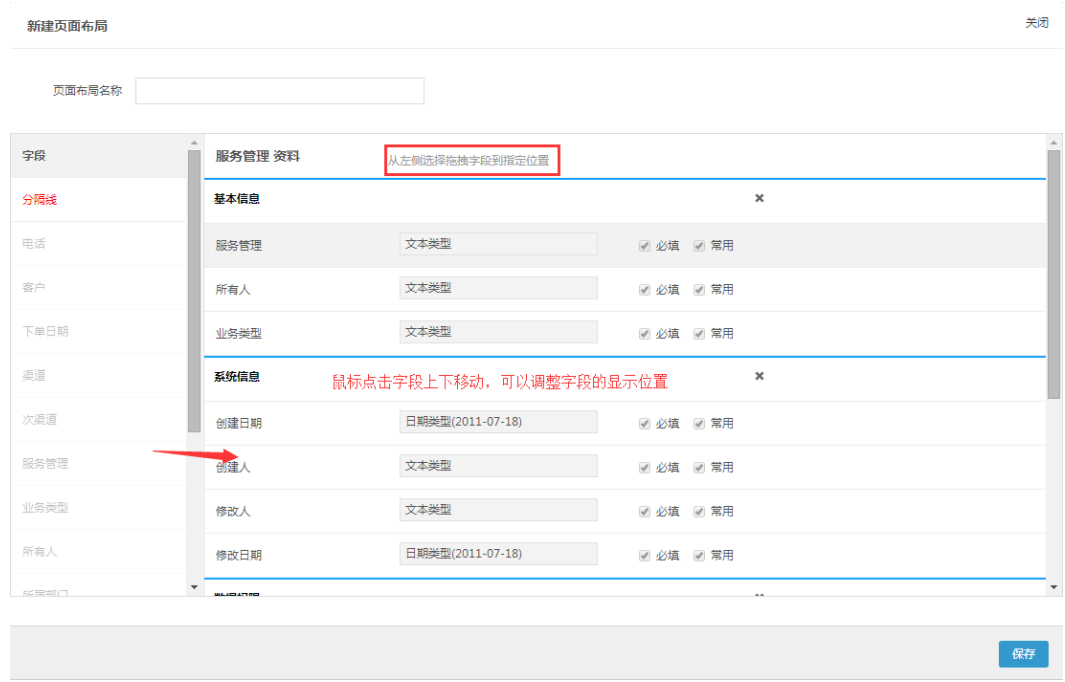 新建页面布局
关闭
页面布局名称
字段
服务管理 资料
从左侧选择拖拽字段到指定位置
分隔线
基本信息
电话
服务管理 文本类型 必填 常用
客户
所有人 文本类型 必填 常用
下单日期
业务类型 文本类型 必填 常用
渠道
系统信息
鼠标点击字段上下移动，可以调整字段的显示位置
次渠道
创建日期 日期类型(2011-07-18) 必填 常用
服务管理
创建人 文本类型 必填 常用
业务类型
修改人 文本类型 必填 常用
所有人
修改日期 日期类型(2011-07-18) 必填 常用
所属部门
数据权限
保存